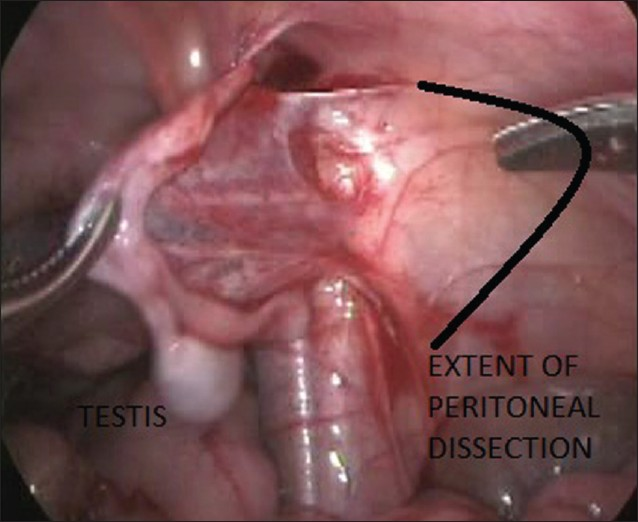 TESTIS
EXTENT OF
PERITONEAL
DISSECTION